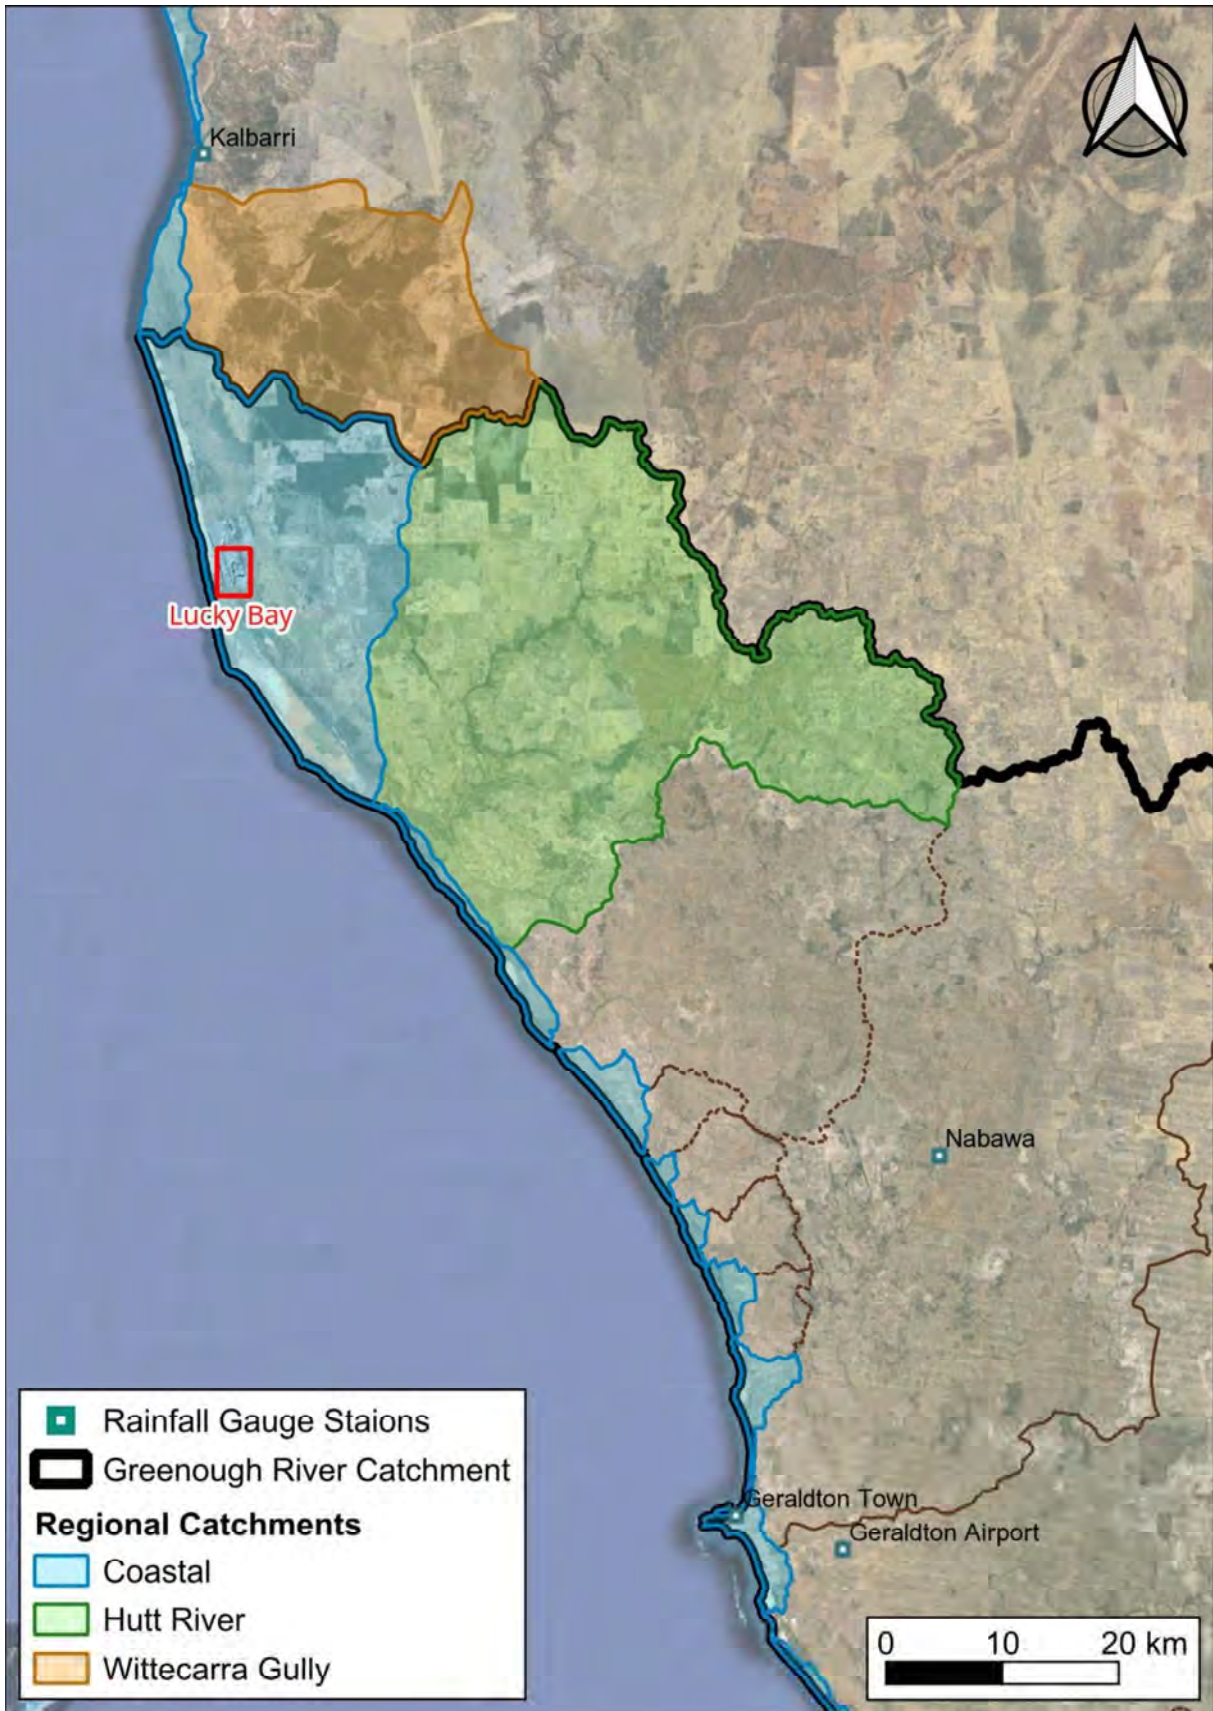 Kalbarri
Lucky Bay
Nabawa
Geraldton Town
Geraldton Airport
Rainfall Gauge Staions
Greenough River Catchment
Regional Catchments
Coastal
Hutt River
Wittecarra Gully
0 10 20 km